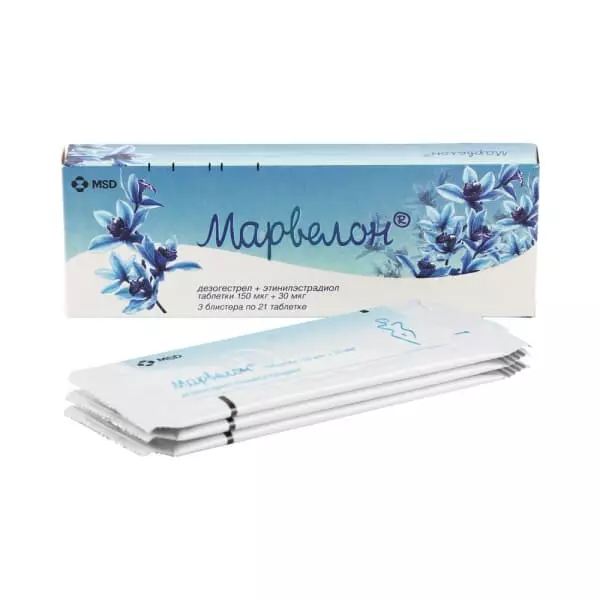 Марвелон®
MSD
Марвелон®
дезогестрел + этинилэстрадиол
таблетки 150 мкг + 30 мкг
3 блистера по 21 таблетке
MSD
Марвелон®